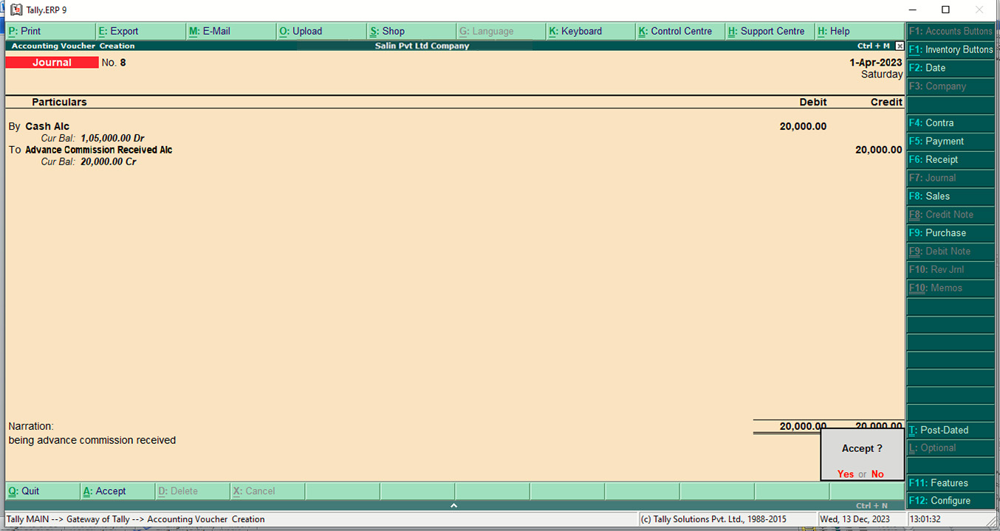 Tally.ERP 9
P: Print E: Export M: E-Mail O: Upload S: Shop G: Language K: Keyboard K: Control Centre H: Support Centre H: Help
Accounting Voucher Creation Salin Pvt Ltd Company Ctrl + M
Journal No. 8 1-Apr-2023
Saturday
Particulars Debit Credit
By Cash Alc 20,000.00
Cur Bal: 1,05,000.00 Dr
To Advance Commission Received Alc 20,000.00
Cur Bal: 20,000.00 Cr
Narration: 20,000.00 20,000.00
being advance commission received
Accept ?
Yes or No
Q: Quit A: Accept D: Delete X: Cancel
Ctrl + N
Tally MAIN --> Gateway of Tally --> Accounting Voucher Creation (c) Tally Solutions Pvt. Ltd., 1988-2015 Wed, 13 Dec, 2023 13:01:32
F1: Accounts Buttons
F1: Inventory Buttons
F2: Date
F3: Company
F4: Contra
F5: Payment
F6: Receipt
F7: Journal
F8: Sales
F8: Credit Note
F9: Purchase
F9: Debit Note
F10: Rev Jrnl
F10: Memos
T: Post-Dated
L: Optional
F11: Features
F12: Configure